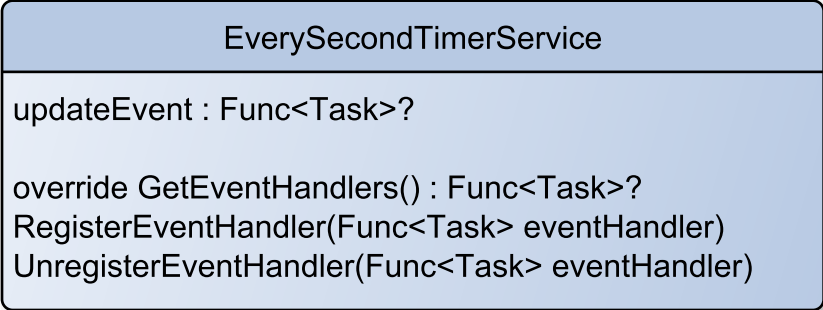 EverySecondTimerService
updateEvent : Func<Task>?
override GetEventHandlers() : Func<Task>?
RegisterEventHandler(Func<Task> eventHandler)
UnregisterEventHandler(Func<Task> eventHandler)